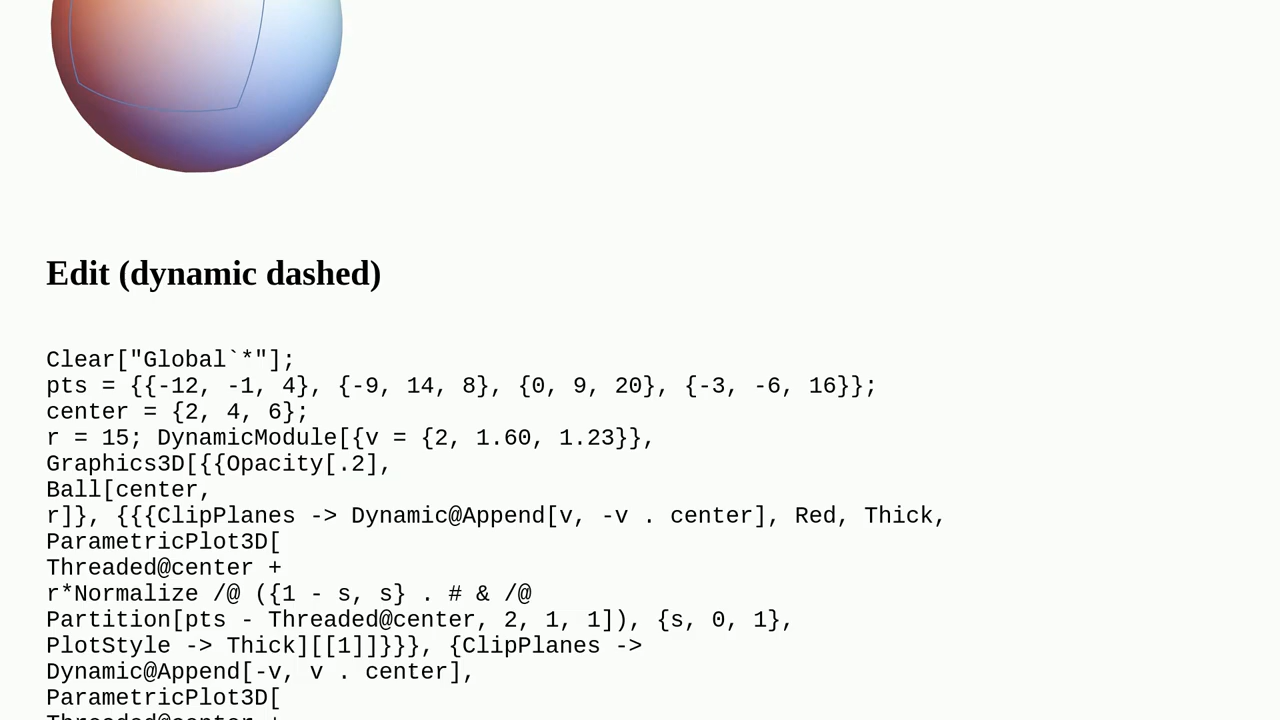 Edit (dynamic dashed)
Clear["Global`*"];
pts = {{-12, -1, 4}, {-9, 14, 8}, {0, 9, 20}, {-3, -6, 16}};
center = {2, 4, 6};
r = 15; DynamicModule[{v = {2, 1.60, 1.23}},
Graphics3D[{{Opacity[.2],
Ball[center,
r]}, {{{ClipPlanes -> Dynamic@Append[v, -v . center], Red, Thick,
ParametricPlot3D[
Threaded@center +
r*Normalize /@ ({1 - s, s} . # & /@
Partition[pts - Threaded@center, 2, 1, 1]), {s, 0, 1},
PlotStyle -> Thick][[1]]}}}, {ClipPlanes ->
Dynamic@Append[-v, v . center],
ParametricPlot3D[
Threaded@center +